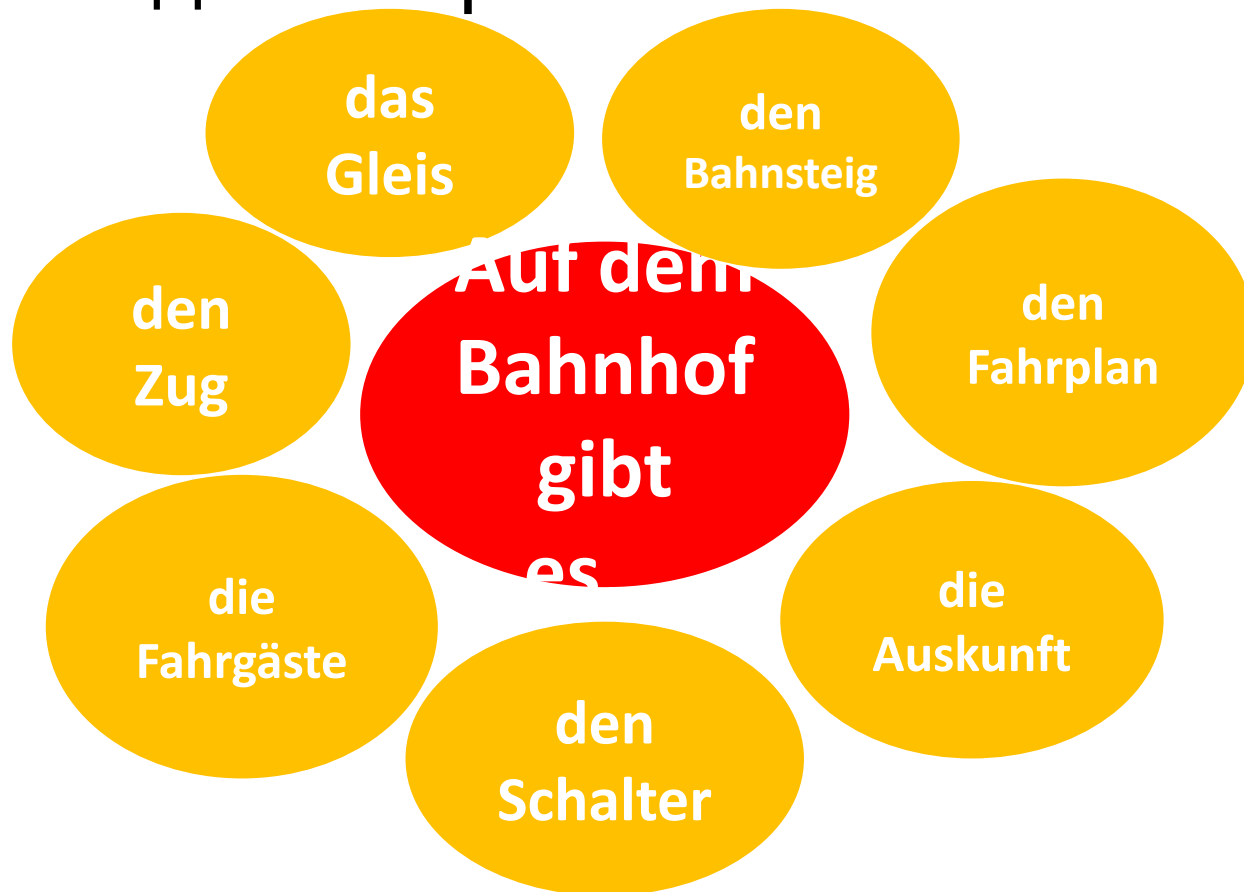 das
Gleis
den
Bahnsteig
den
Zug
Auf dem
Bahnhof
gibt
es
den
Fahrplan
die
Fahrgäste
die
Auskunft
den
Schalter